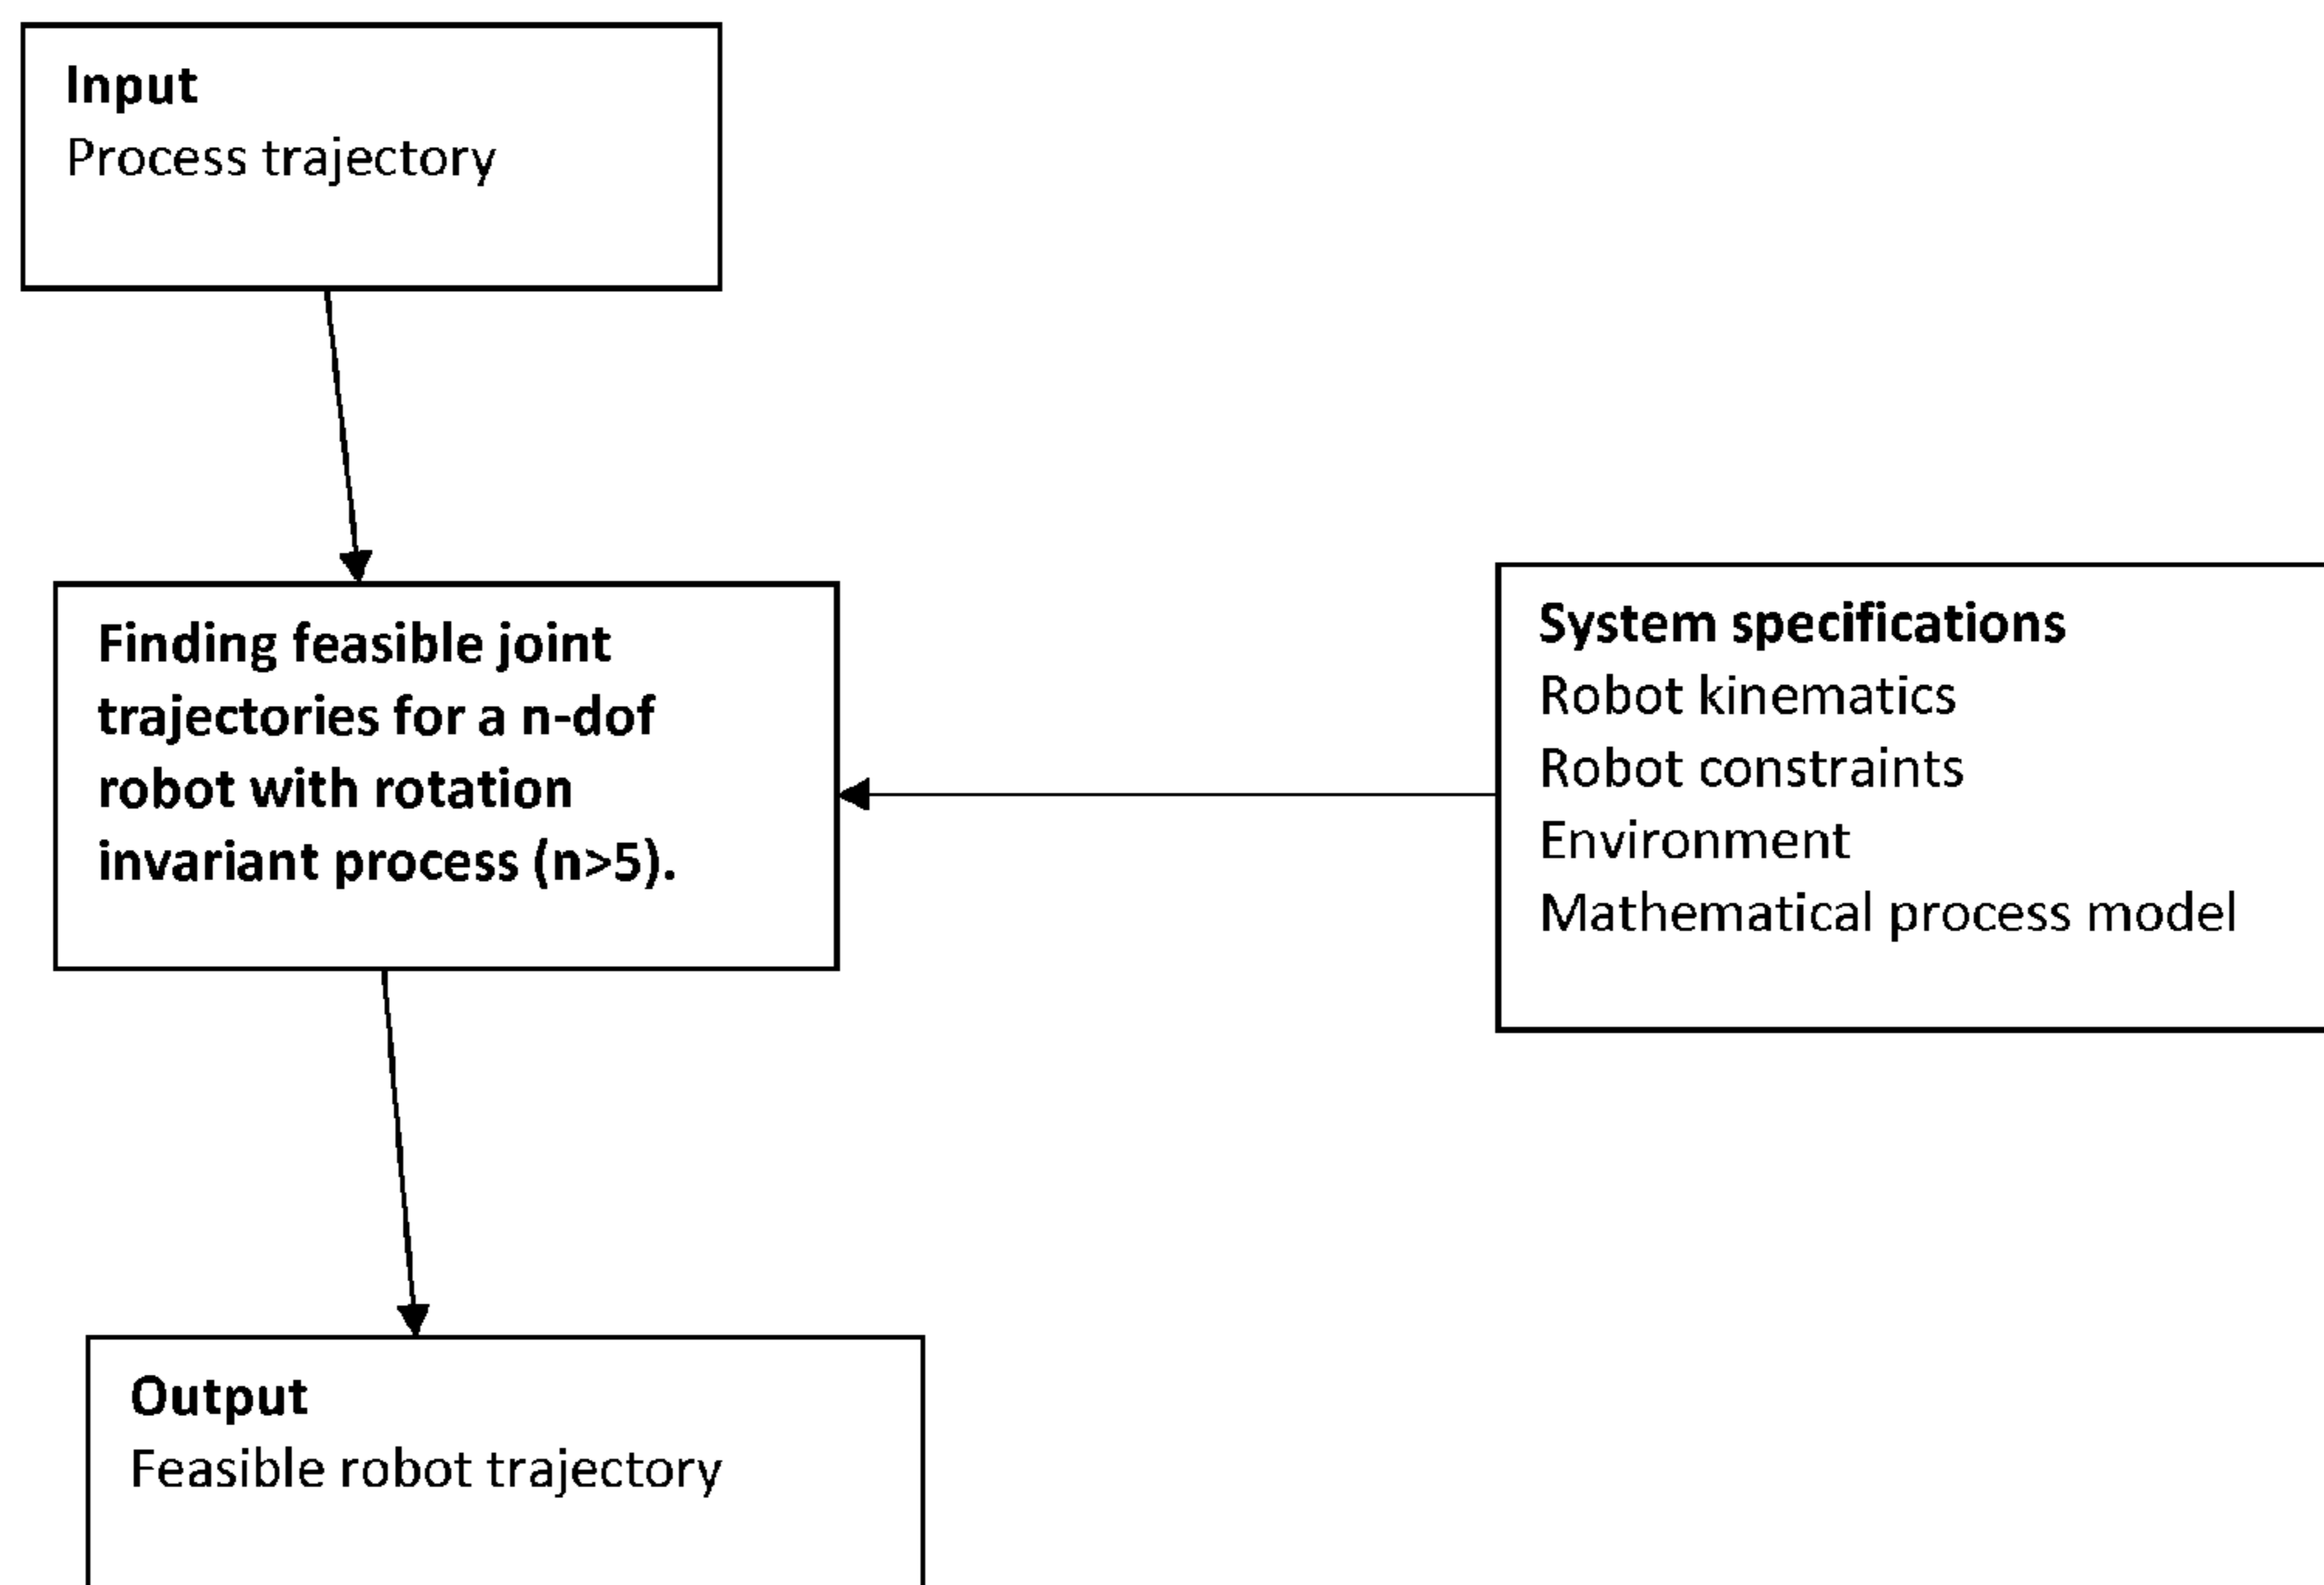 Input
Process trajectory
Finding feasible joint
trajectories for a n-dof
robot with rotation
invariant process (n>5).
System specifications
Robot kinematics
Robot constraints
Environment
Mathematical process model
Output
Feasible robot trajectory